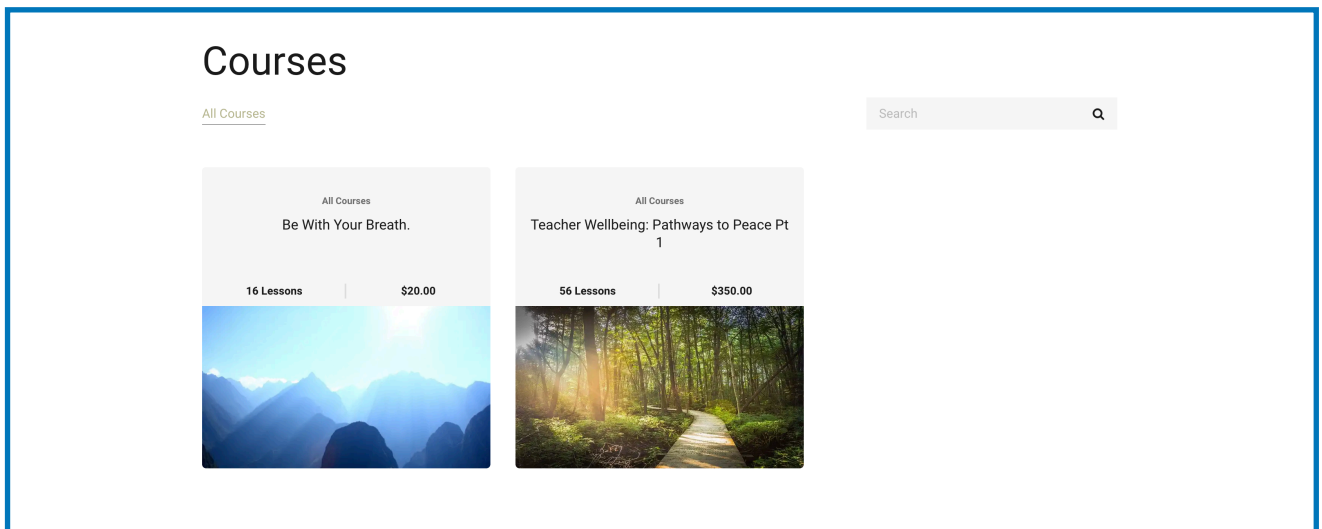 Courses
All Courses
Search
All Courses
Be With Your Breath.
16 Lessons
$20.00
All Courses
Teacher Wellbeing: Pathways to Peace Pt
1
56 Lessons
$350.00